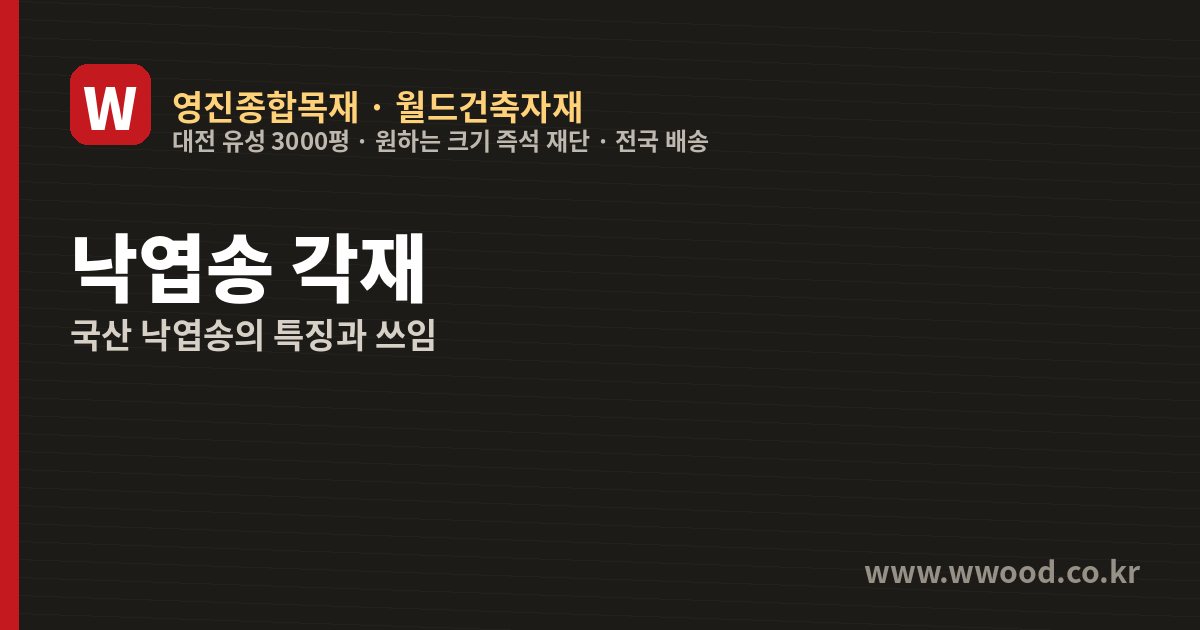 W
영진종합목재 · 월드건축자재
대전 유성 3000평 · 원하는 크기 즉석 재단 · 전국 배송
낙엽송 각재
국산 낙엽송의 특징과 쓰임
www.wwood.co.kr